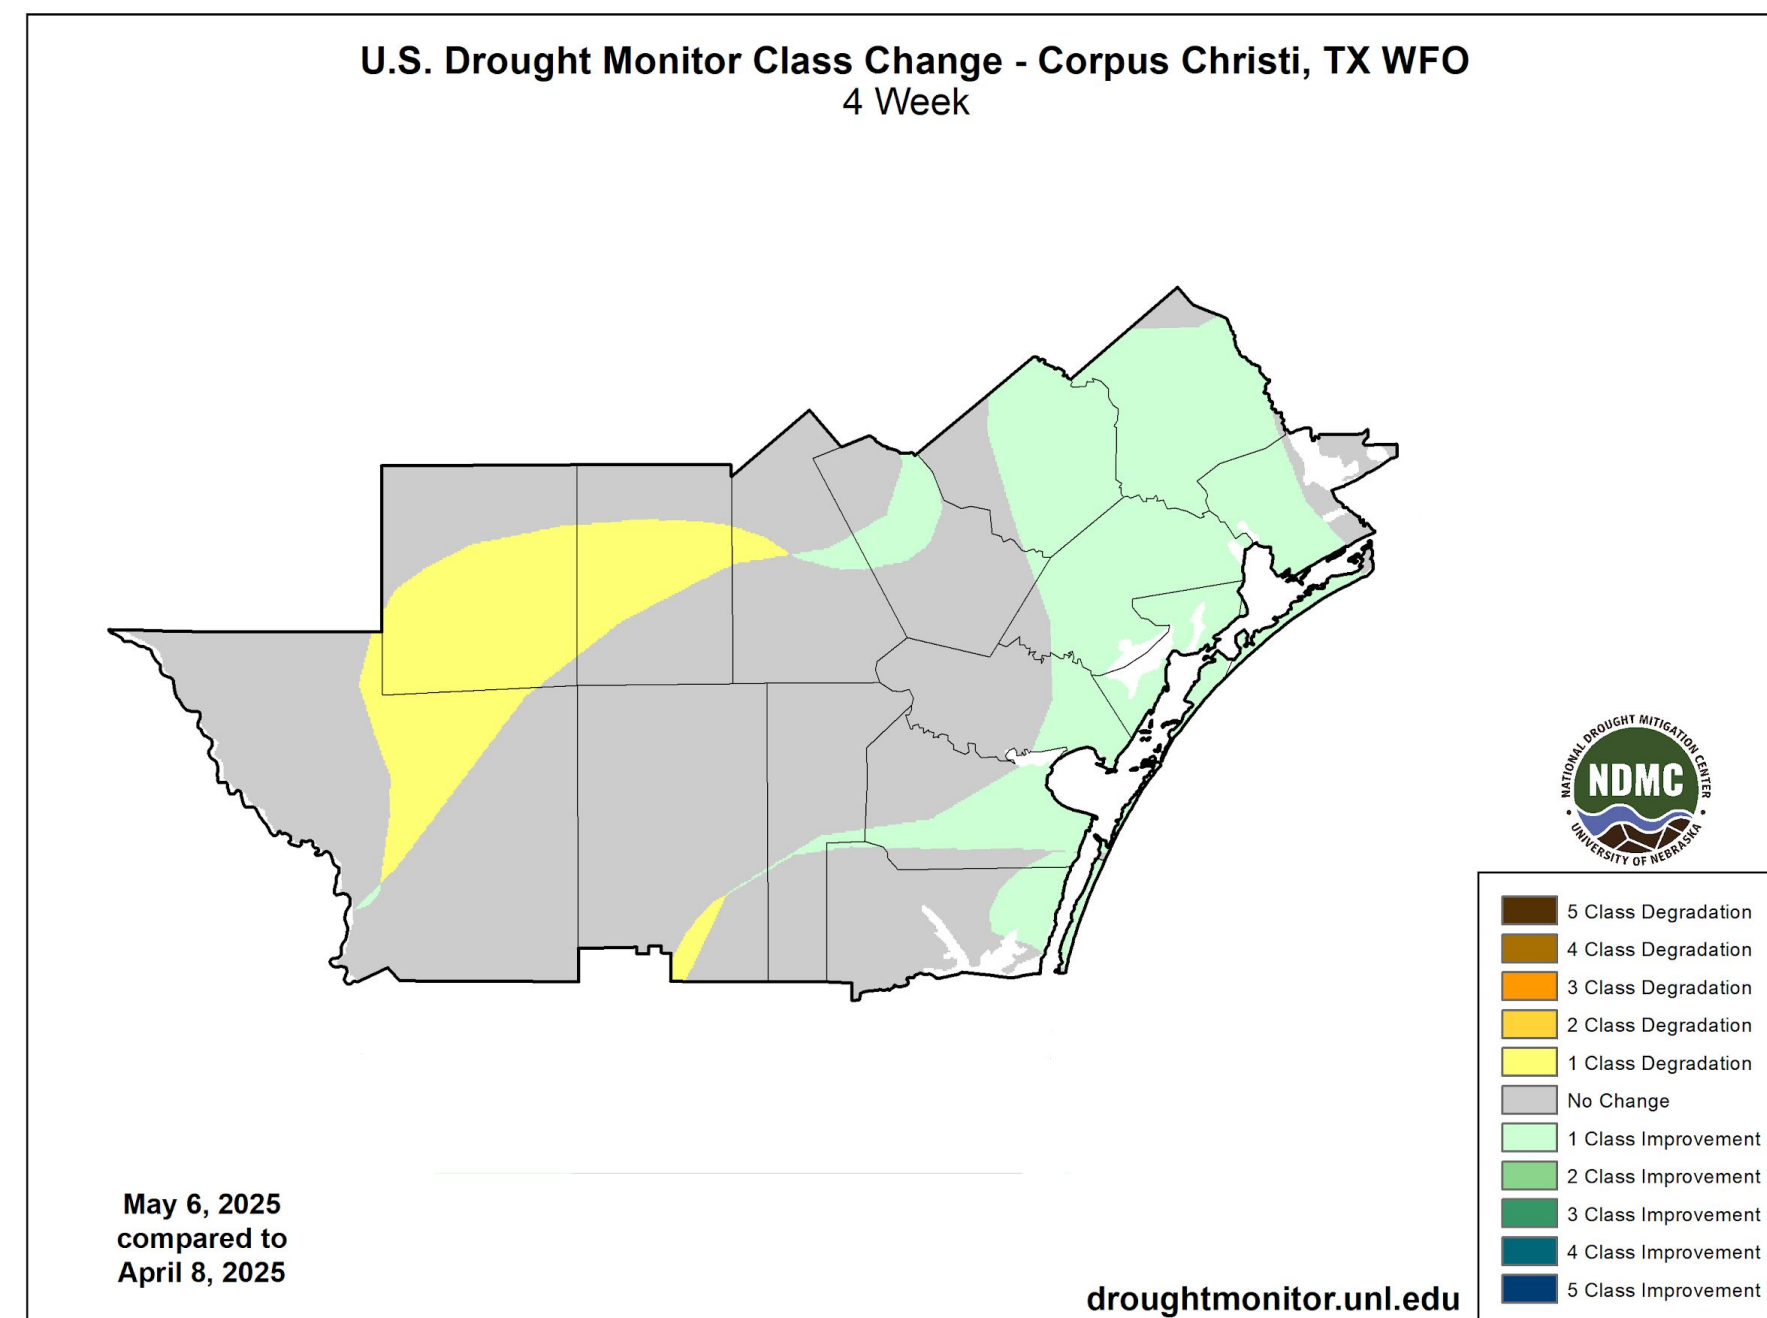 U.S. Drought Monitor Class Change - Corpus Christi, TX WFO
4 Week
NATIONAL DROUGHT MITIGATION CENTER
NDMC
UNIVERSITY OF NEBRASKA
5 Class Degradation
4 Class Degradation
3 Class Degradation
2 Class Degradation
1 Class Degradation
No Change
1 Class Improvement
2 Class Improvement
3 Class Improvement
4 Class Improvement
5 Class Improvement
May 6, 2025
compared to
April 8, 2025
droughtmonitor.unl.edu